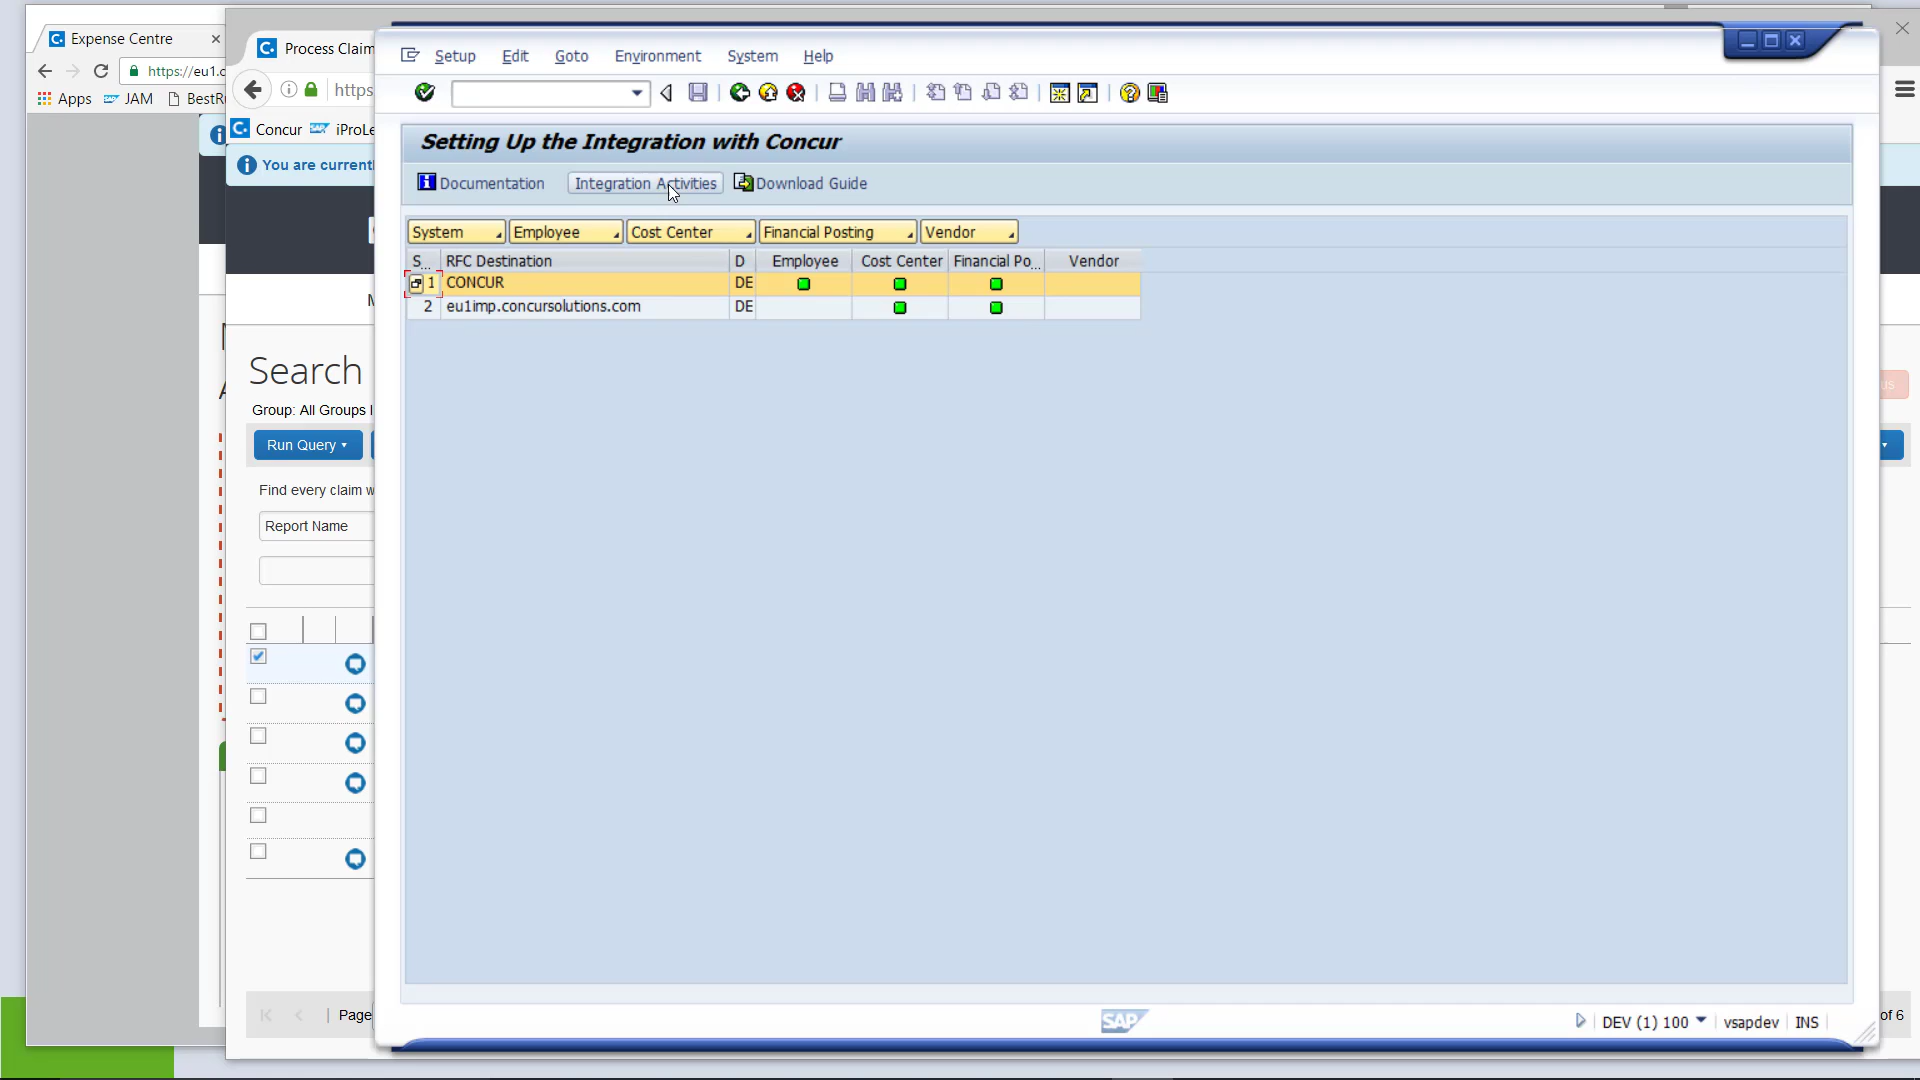 Expense Centre
https://eu1.c
Apps
JAM
BestRu
Process Claim
https
Concur
iProLe
You are current
Search
Group: All Groups I
Run Query
Find every claim w
Report Name
Page
of 6
Setup Edit Goto Environment System Help
Setting Up the Integration with Concur
Documentation Integration Activities Download Guide
System Employee Cost Center Financial Posting Vendor
S... RFC Destination D Employee Cost Center Financial Po... Vendor
1 CONCUR DE
2 eu1imp.concursolutions.com DE
SAP
DEV (1) 100 vsapdev INS